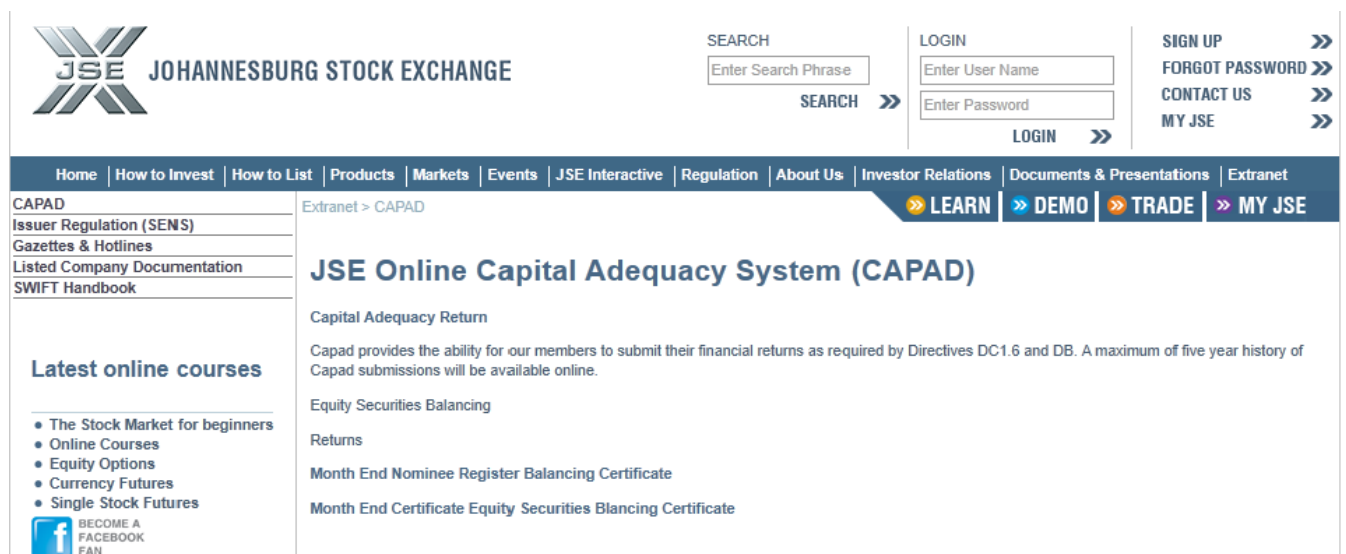 JSE
JOHANNESBURG STOCK EXCHANGE
SEARCH
Enter Search Phrase
SEARCH
LOGIN
Enter User Name
Enter Password
LOGIN
SIGN UP
FORGOT PASSWORD
CONTACT US
MY JSE
Home | How to Invest | How to List | Products | Markets | Events | JSE Interactive | Regulation | About Us | Investor Relations | Documents & Presentations | Extranet
CAPAD
Issuer Regulation (SENS)
Gazettes & Hotlines
Listed Company Documentation
SWIFT Handbook
Latest online courses
• The Stock Market for beginners
• Online Courses
• Equity Options
• Currency Futures
• Single Stock Futures
BECOME A
FACEBOOK
FAN
Extranet > CAPAD
LEARN
DEMO
TRADE
MY JSE
JSE Online Capital Adequacy System (CAPAD)
Capital Adequacy Return
Capad provides the ability for our members to submit their financial returns as required by Directives DC1.6 and DB. A maximum of five year history of
Capad submissions will be available online.
Equity Securities Balancing
Returns
Month End Nominee Register Balancing Certificate
Month End Certificate Equity Securities Blancing Certificate